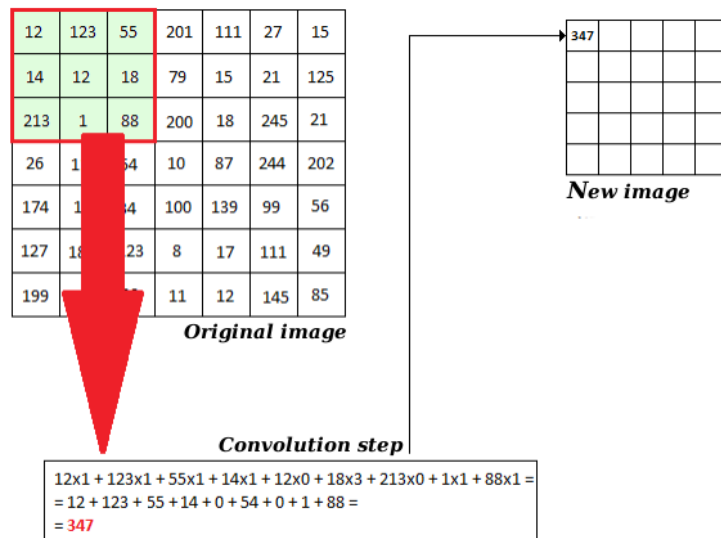 12 123 55 201 111 27 15
347
14 12 18 79 15 21 125
213 1 88 200 18 245 21
26 10 87 244 202
174 100 139 99 56
New image
127 8 17 111 49
199 11 12 145 85
Original image
Convolution step
12x1 + 123x1 + 55x1 + 14x1 + 12x0 + 18x3 + 213x0 + 1x1 + 88x1 =
= 12 + 123 + 55 + 14 + 0 + 54 + 0 + 1 + 88 =
= 347